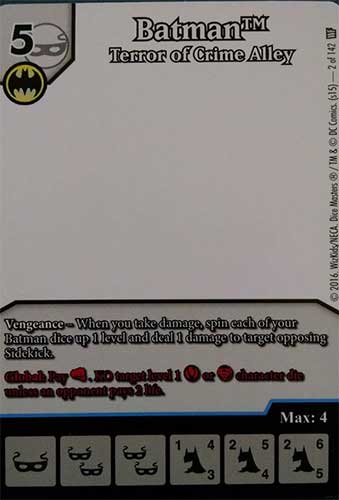 5
Batman™
Terror of Crime Alley
© 2016. WizKids/NECA. Dice Masters ® / TM & © DC Comics. (s15) — 2 of 142
Vengeance – When you take damage, spin each of your
Batman dice up 1 level and deal 1 damage to target opposing
Sidekick.
Global: Pay . KO target level 1 or character die
unless an opponent pays 2 life.
Max: 4
1 4 3
2 5 4
2 6 5